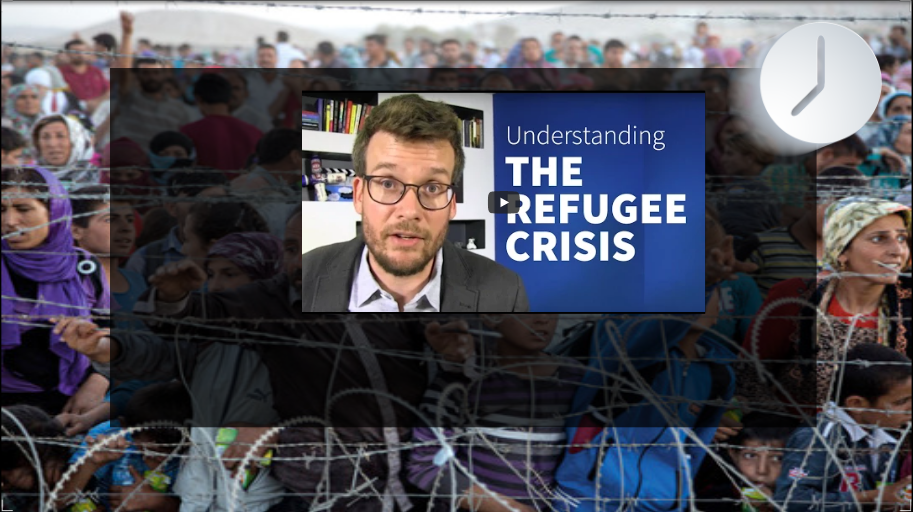 Understanding
THE
REFUGEE
CRISIS